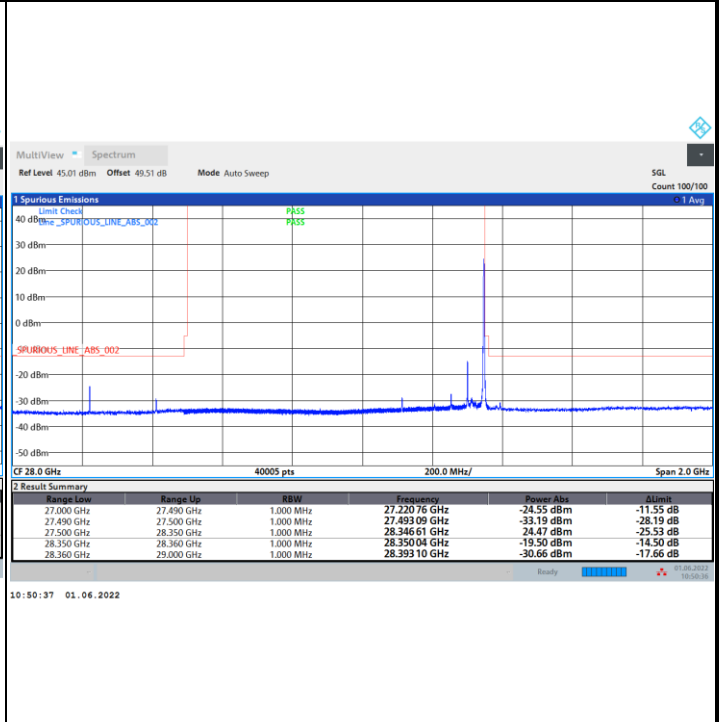 MultiView Spectrum
Ref Level 45.01 dBm Offset 49.51 dB Mode Auto Sweep SGL
Count 100/100
1 Spurious Emissions 1 Avg
Limit Check PASS
40 dBm Line _SPURIOUS_LINE_ABS_002 PASS
30 dBm
20 dBm
10 dBm
0 dBm
_SPURIOUS_LINE_ABS_002
-20 dBm
-30 dBm
-40 dBm
-50 dBm
CF 28.0 GHz 40005 pts 200.0 MHz/ Span 2.0 GHz
2 Result Summary
Range Low Range Up RBW Frequency Power Abs ΔLimit
27.000 GHz 27.490 GHz 1.000 MHz 27.220 76 GHz -24.55 dBm -11.55 dB
27.490 GHz 27.500 GHz 1.000 MHz 27.493 09 GHz -33.19 dBm -28.19 dB
27.500 GHz 28.350 GHz 1.000 MHz 28.346 61 GHz 24.47 dBm -25.53 dB
28.350 GHz 28.360 GHz 1.000 MHz 28.350 04 GHz -19.50 dBm -14.50 dB
28.360 GHz 29.000 GHz 1.000 MHz 28.393 10 GHz -30.66 dBm -17.66 dB
Ready 01.06.2022
10:50:36
10:50:37 01.06.2022